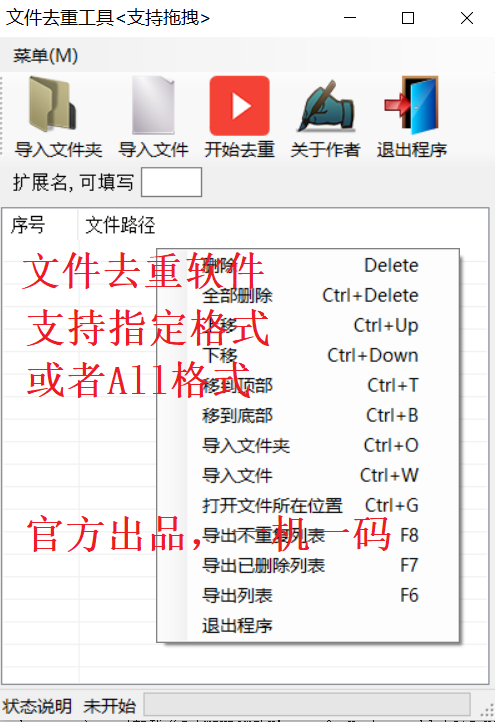 文件去重工具<支持拖拽>
菜单(M)
导入文件夹 导入文件 开始去重 关于作者 退出程序
扩展名, 可填写
序号 文件路径
文件去重软件
支持指定格式
或者All格式
官方出品，一机一码
删除 Delete
全部删除 Ctrl+Delete
上移 Ctrl+Up
下移 Ctrl+Down
移到顶部 Ctrl+T
移到底部 Ctrl+B
导入文件夹 Ctrl+O
导入文件 Ctrl+W
打开文件所在位置 Ctrl+G
导出不重复列表 F8
导出已删除列表 F7
导出列表 F6
退出程序
状态说明 未开始